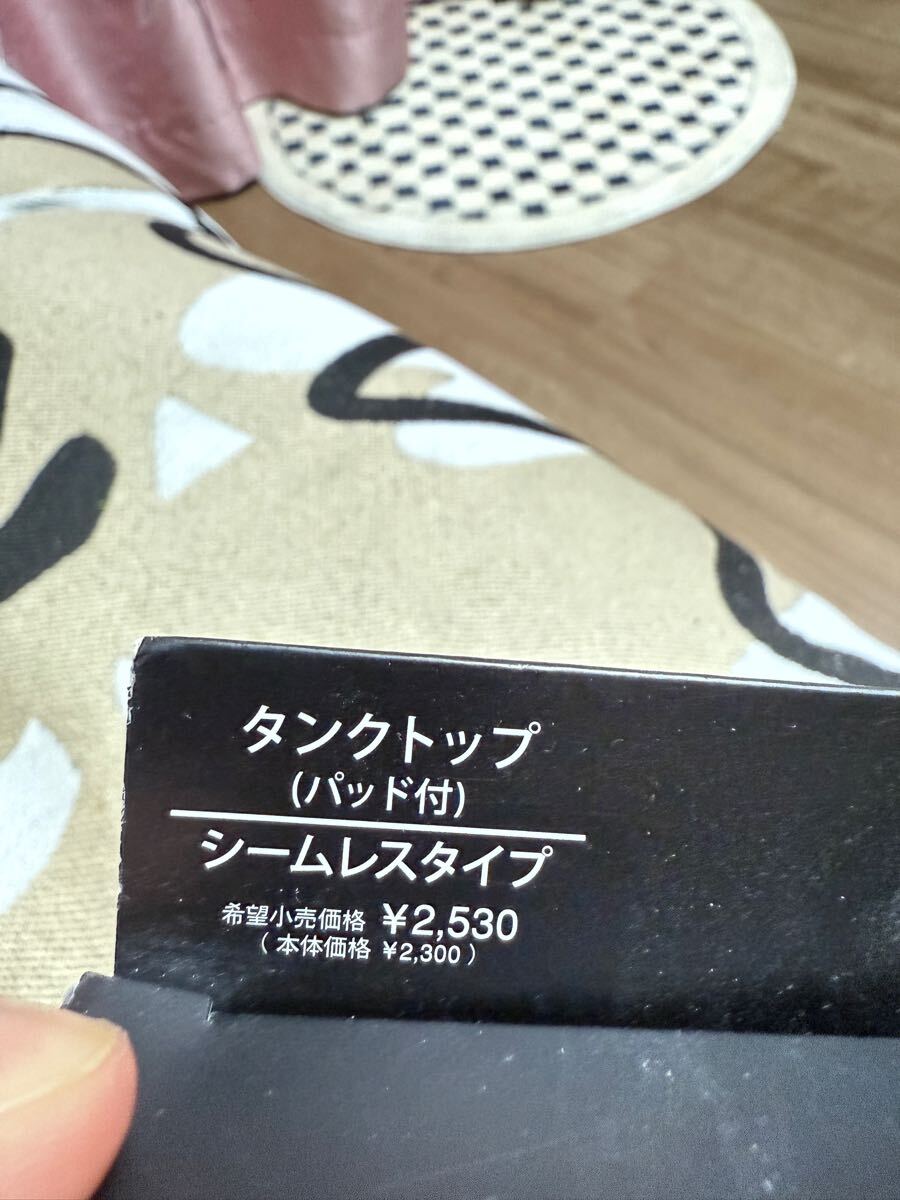 タンクトップ
(パッド付)
シームレスタイプ
希望小売価格 ¥2,530
( 本体価格 ¥2,300 )